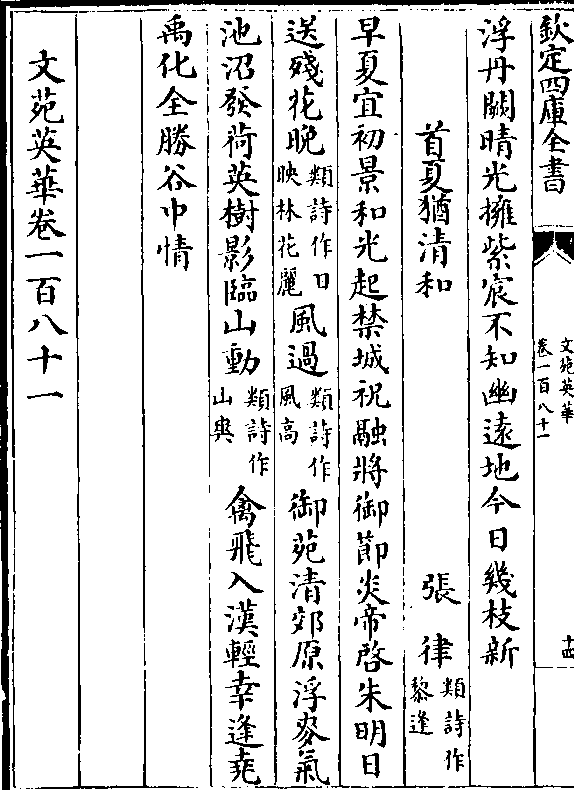 欽定四庫全書
文苑英華
卷一百八十一
十四
浮丹闕晴光擁紫宸不知幽遠地今日幾枝新
首夏猶清和
張律類詩作黎逢
早夏宜初景和光起禁城祝融將御節炎帝啓朱明日
送殘花晚類詩作日映林花麗風過類詩作風高御苑清郊原浮麥氣
池沼發荷英樹影臨山動類詩作山與禽飛入漢輕幸逢堯
禹化全勝谷中情
文苑英華卷一百八十一